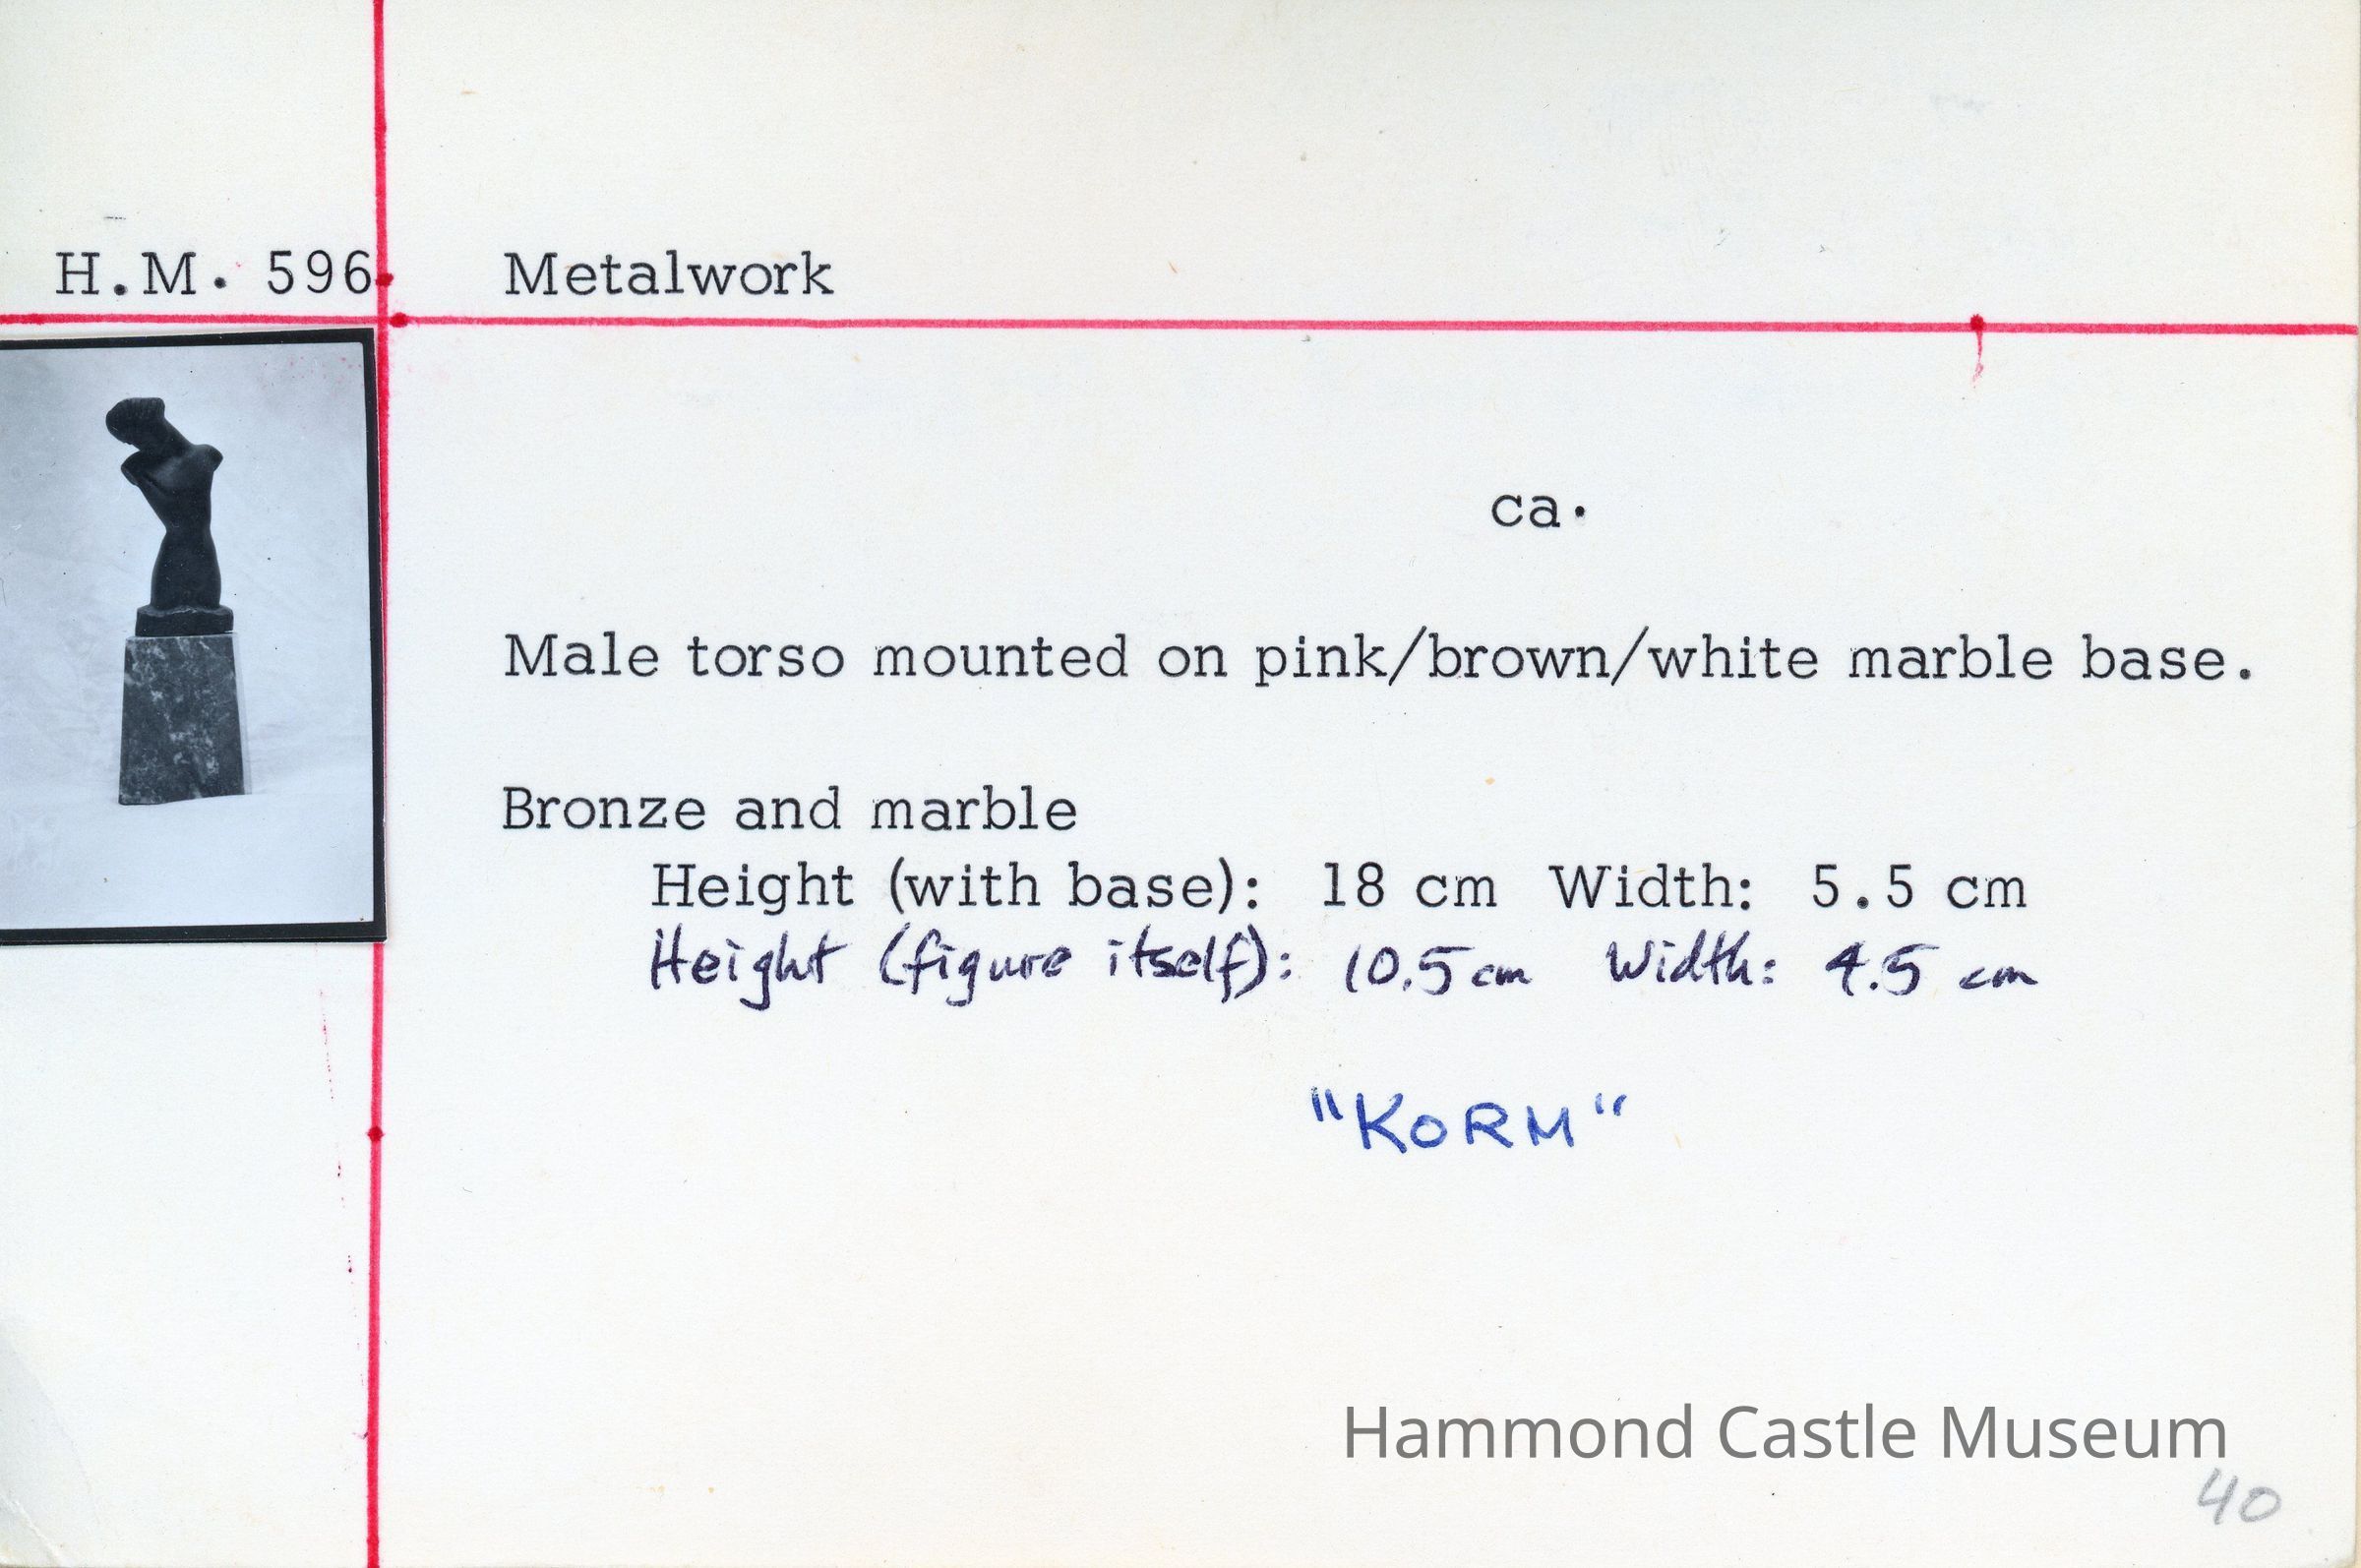 H.M. 596 Metalwork
ca.
Male torso mounted on pink/brown/white marble base.
Bronze and marble
Height (with base): 18 cm Width: 5.5 cm
Height (figure itself): 10.5 cm Width: 4.5 cm
"KORM"
Hammond Castle Museum
40